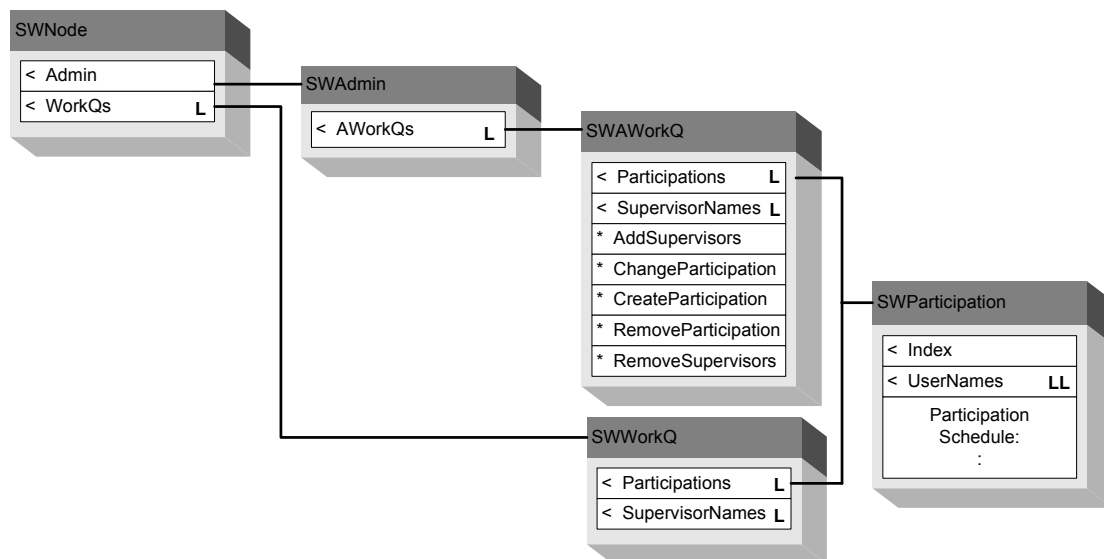 SWNode
< Admin
< WorkQs L
SWAdmin
< AWorkQs L
SWAWorkQ
< Participations L
< SupervisorNames L
* AddSupervisors
* ChangeParticipation
* CreateParticipation
* RemoveParticipation
* RemoveSupervisors
SWParticipation
< Index
< UserNames LL
Participation
Schedule:
:
SWWorkQ
< Participations L
< SupervisorNames L